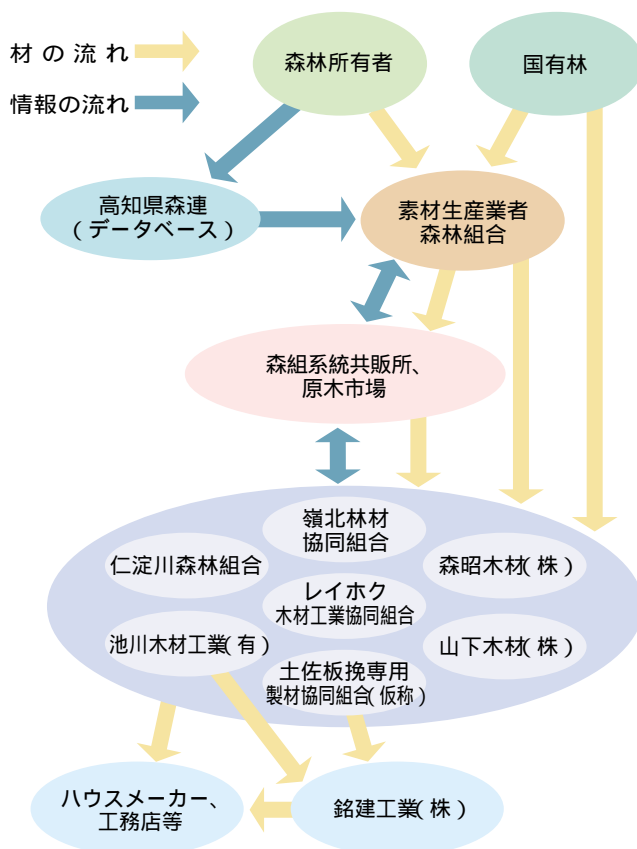 材の流れ
情報の流れ
森林所有者
国有林
高知県森連
(データベース)
素材生産業者
森林組合
森組系統共販所、
原木市場
嶺北林材
協同組合
仁淀川森林組合
森昭木材(株)
レイホク
木材工業協同組合
池川木材工業(有)
山下木材(株)
土佐板挽専用
製材協同組合(仮称)
ハウスメーカー、
工務店等
銘建工業(株)